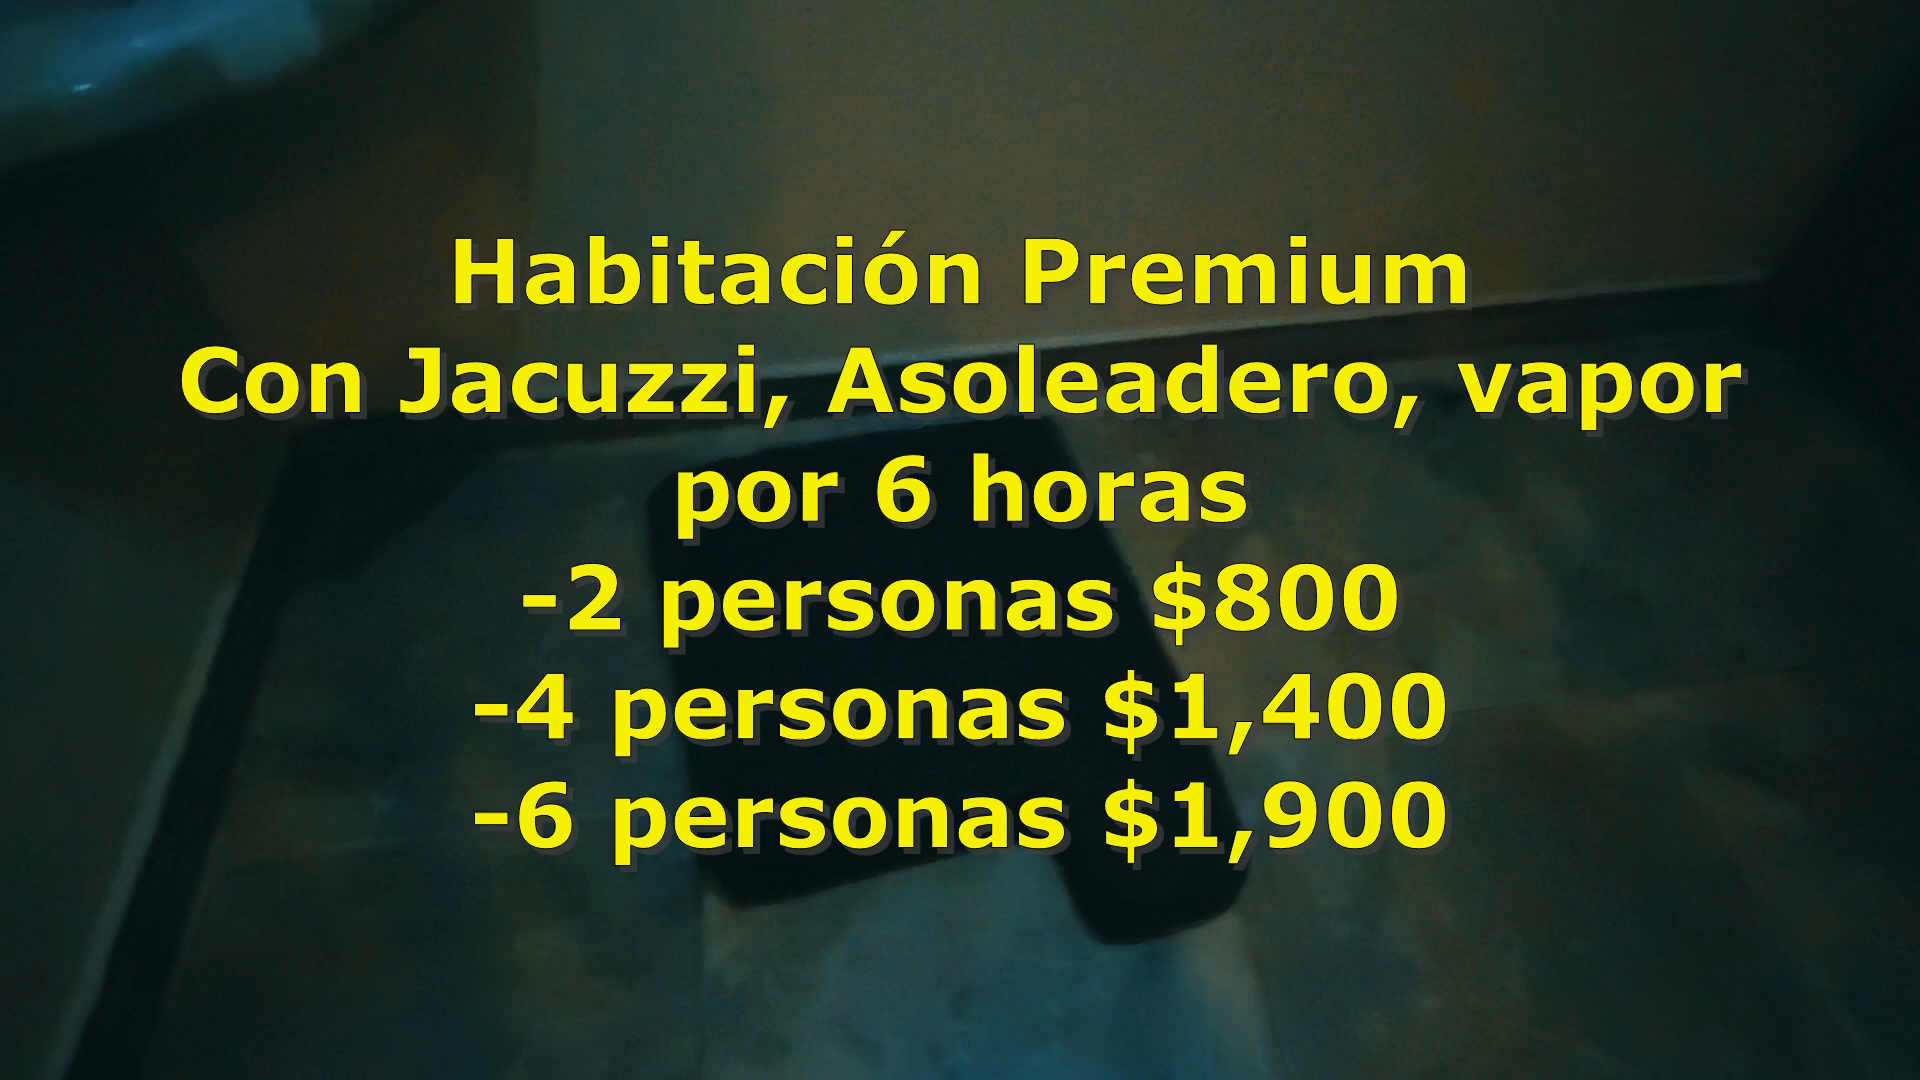 Habitación Premium
Con Jacuzzi, Asoleadero, vapor
por 6 horas
-2 personas $800
-4 personas $1,400
-6 personas $1,900